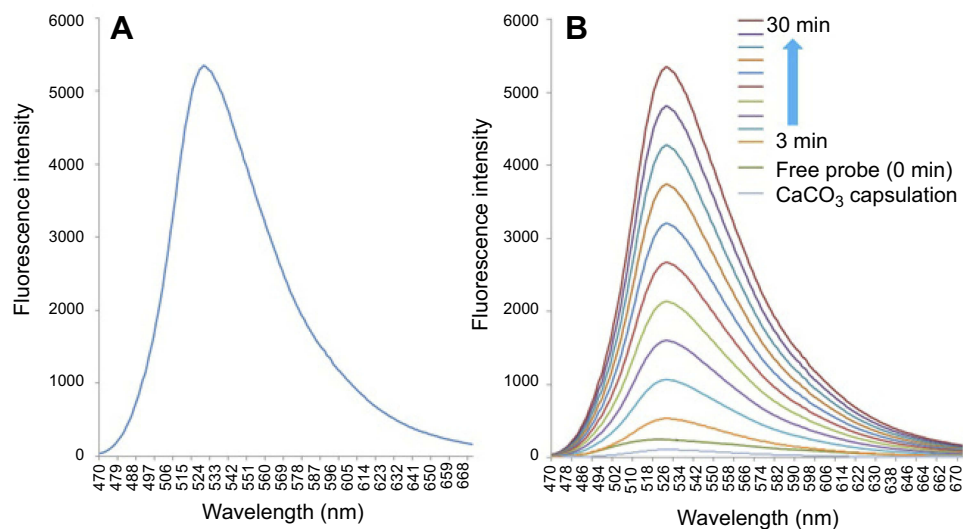 A
Fluorescence intensity
6000
5000
4000
3000
2000
1000
0
470 479 488 497 506 515 524 533 542 551 560 569 578 587 596 605 614 623 632 641 650 659 668
Wavelength (nm)
B
Fluorescence intensity
6000
5000
4000
3000
2000
1000
0
30 min
3 min
Free probe (0 min)
CaCO₃ capsulation
470 478 486 494 502 510 518 526 534 542 550 558 566 574 582 590 598 606 614 622 630 638 646 654 662 670
Wavelength (nm)